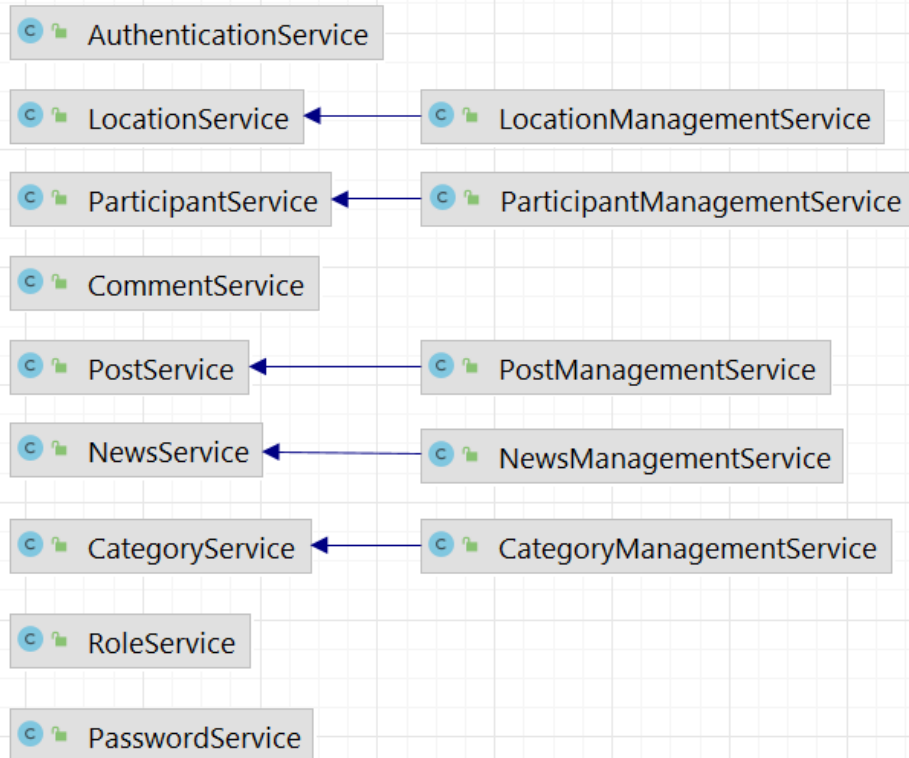 C AuthenticationService
C LocationService C LocationManagementService
C ParticipantService C ParticipantManagementService
C CommentService
C PostService C PostManagementService
C NewsService C NewsManagementService
C CategoryService C CategoryManagementService
C RoleService
C PasswordService